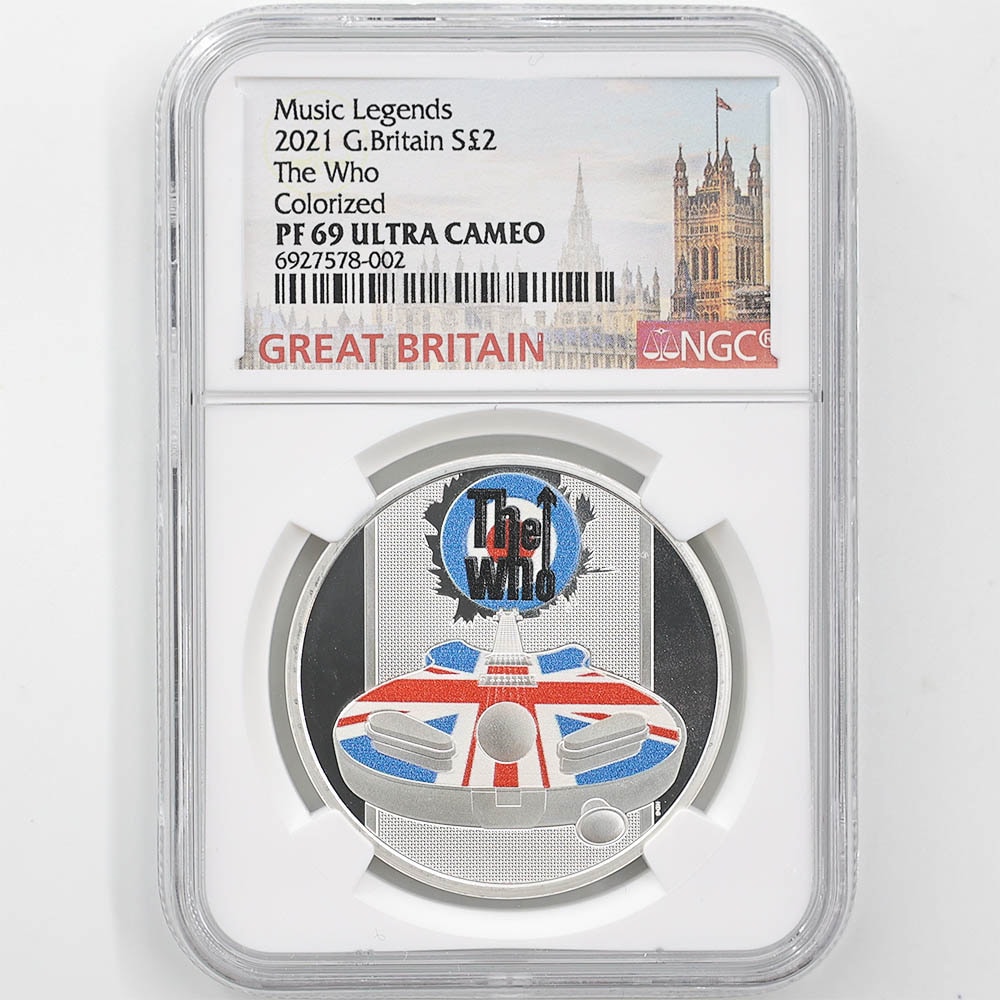 Music Legends
2021 G.Britain S£2
The Who
Colorized
PF 69 ULTRA CAMEO
6927578-002
GREAT BRITAIN
NGC®
The
who